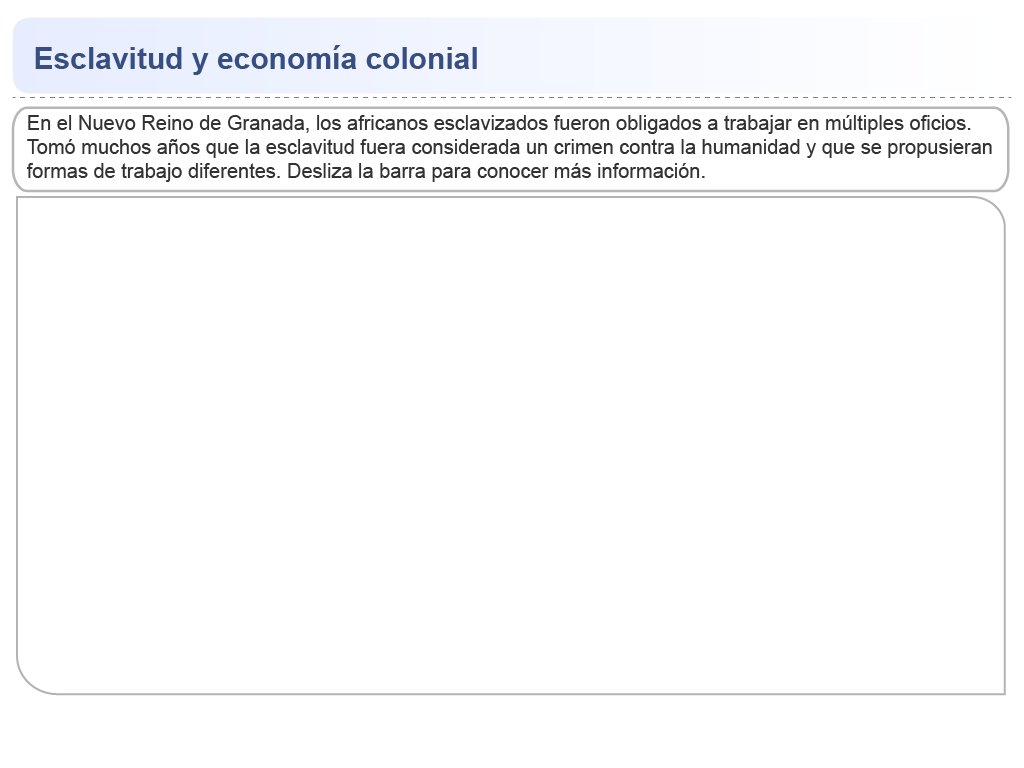 Esclavitud y economía colonial
En el Nuevo Reino de Granada, los africanos esclavizados fueron obligados a trabajar en múltiples oficios.
Tomó muchos años que la esclavitud fuera considerada un crimen contra la humanidad y que se propusieran
formas de trabajo diferentes. Desliza la barra para conocer más información.